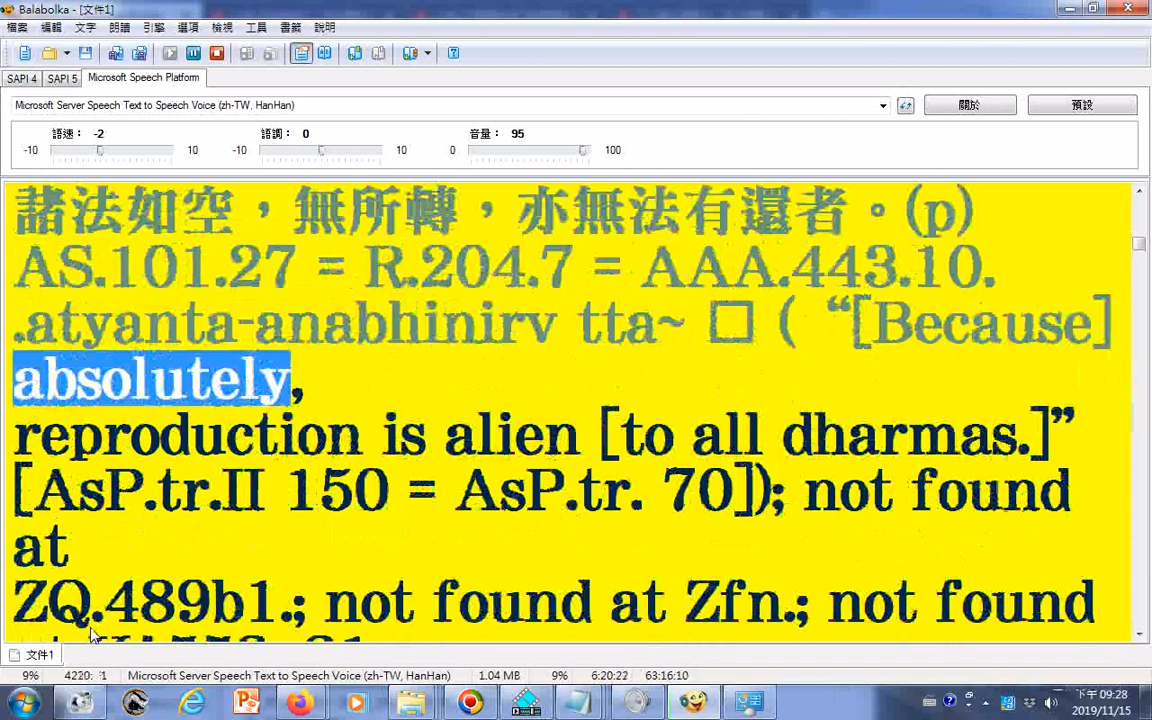 Balabolka - [文件1]
檔案 編輯 文字 朗讀 引擎 選項 檢視 工具 書籤 說明
SAPI 4 SAPI 5 Microsoft Speech Platform
Microsoft Server Speech Text to Speech Voice (zh-TW, HanHan) 關於 預設
語速: -2 語調: 0 音量: 95
-10 10 -10 10 0 100
諸法如空，無所轉，亦無法有還者。(p)
AS.101.27 = R.204.7 = AAA.443.10.
.atyanta-anabhinirv tta~ □ ( “[Because]
absolutely,
reproduction is alien [to all dharmas.]”
[AsP.tr.II 150 = AsP.tr. 70]); not found
at
ZQ.489b1.; not found at Zfn.; not found
文件1
9% 4220: Microsoft Server Speech Text to Speech Voice (zh-TW, HanHan) 1.04 MB 9% 6:20:22 63:16:10
下午 09:28
2019/11/15